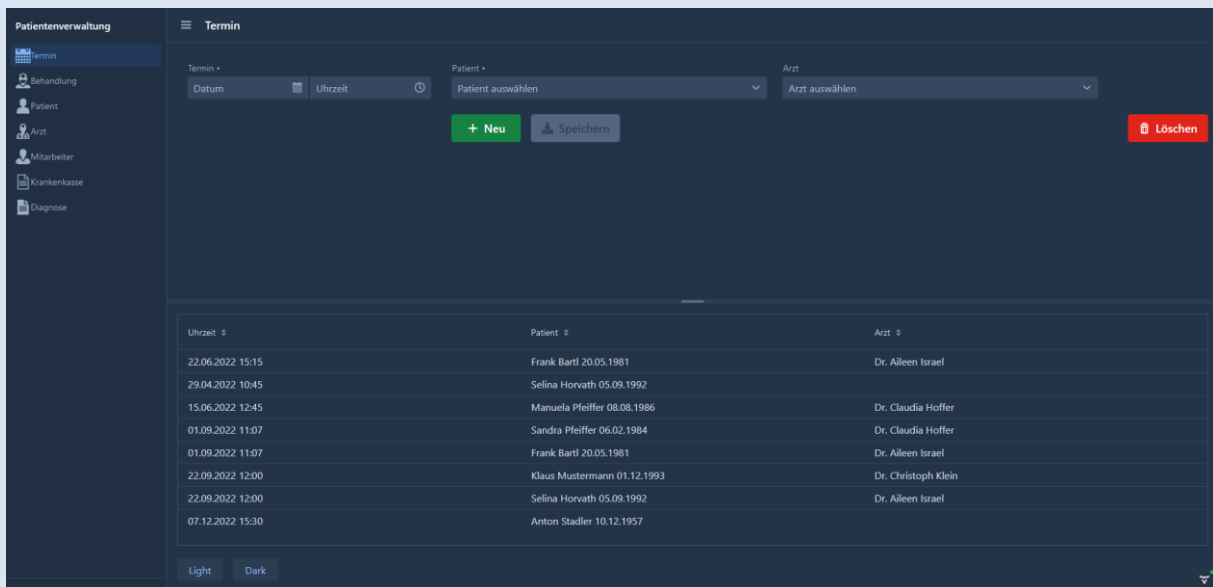 Patientenverwaltung
Termin
Behandlung
Patient
Arzt
Mitarbeiter
Krankenkasse
Diagnose
Termin
Termin • Patient • Arzt
Datum Uhrzeit Patient auswählen Arzt auswählen
+ Neu Speichern Löschen
Uhrzeit Patient Arzt
22.06.2022 15:15 Frank Bartl 20.05.1981 Dr. Aileen Israel
29.04.2022 10:45 Selina Horvath 05.09.1992
15.06.2022 12:45 Manuela Pfeiffer 08.08.1986 Dr. Claudia Hoffer
01.09.2022 11:07 Sandra Pfeiffer 06.02.1984 Dr. Claudia Hoffer
01.09.2022 11:07 Frank Bartl 20.05.1981 Dr. Aileen Israel
22.09.2022 12:00 Klaus Mustermann 01.12.1993 Dr. Christoph Klein
22.09.2022 12:00 Selina Horvath 05.09.1992 Dr. Aileen Israel
07.12.2022 15:30 Anton Stadler 10.12.1957
Light Dark